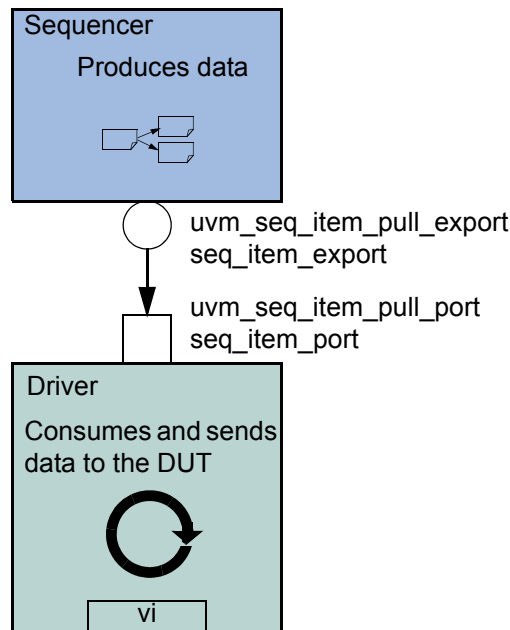 Sequencer
Produces data
uvm_seq_item_pull_export
seq_item_export
uvm_seq_item_pull_port
seq_item_port
Driver
Consumes and sends
data to the DUT
vi